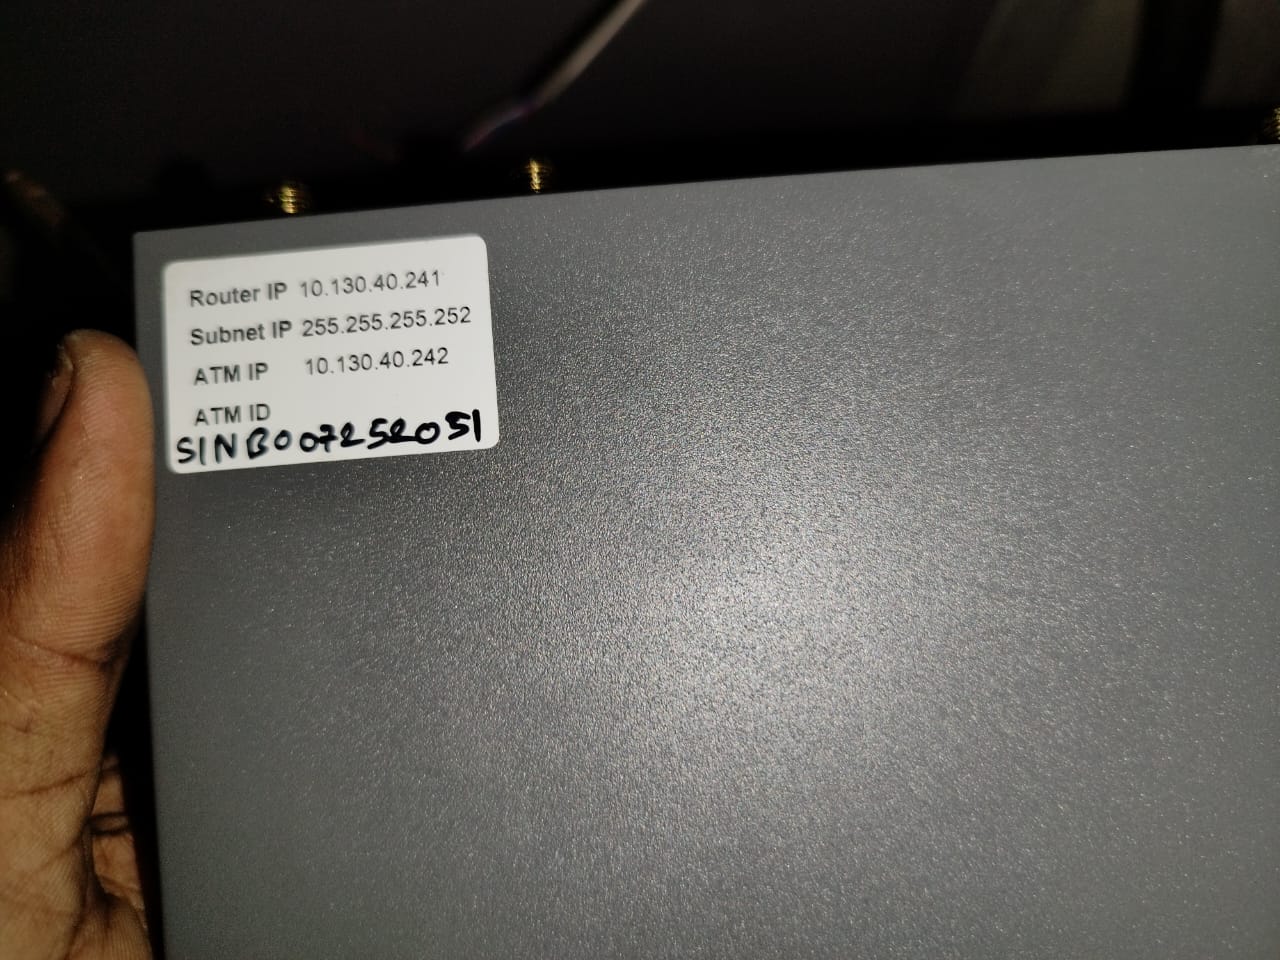 Router IP 10.130.40.241
Subnet IP 255.255.255.252
ATM IP 10.130.40.242
ATM ID
S1NB007252051